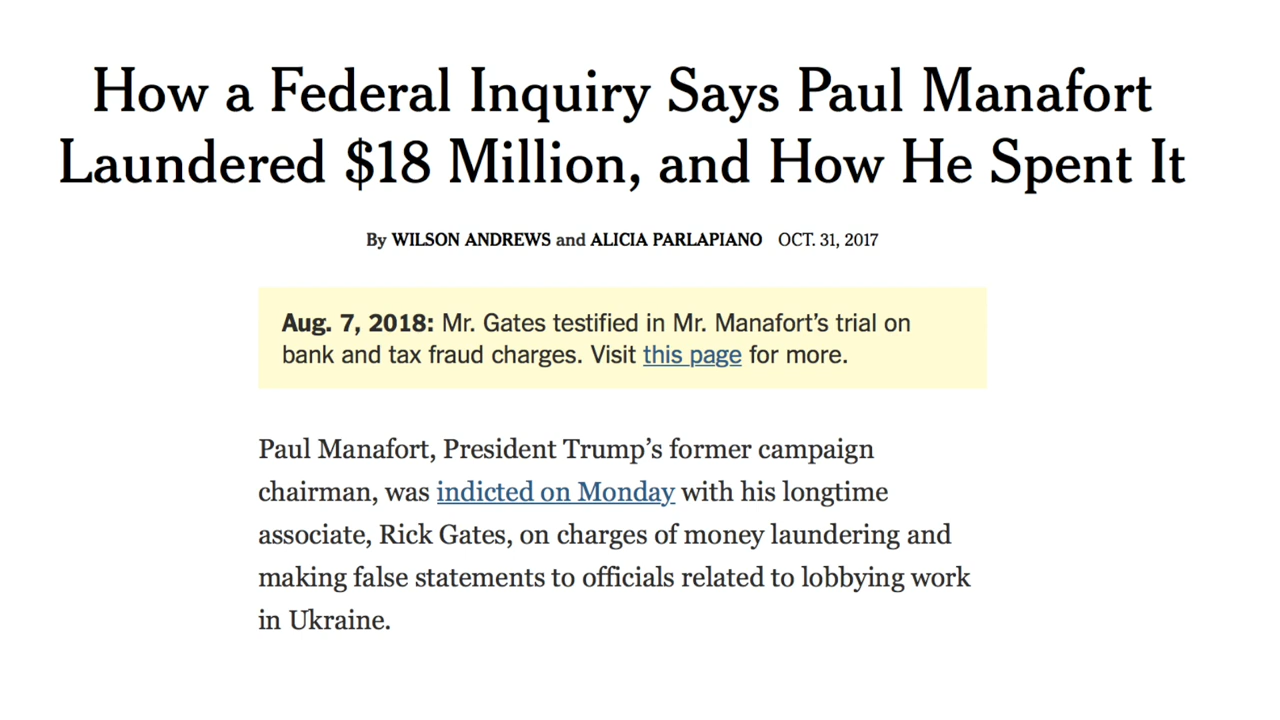 How a Federal Inquiry Says Paul Manafort
Laundered $18 Million, and How He Spent It
By WILSON ANDREWS and ALICIA PARLAPIANO OCT. 31, 2017
Aug. 7, 2018: Mr. Gates testified in Mr. Manafort’s trial on
bank and tax fraud charges. Visit this page for more.
Paul Manafort, President Trump’s former campaign
chairman, was indicted on Monday with his longtime
associate, Rick Gates, on charges of money laundering and
making false statements to officials related to lobbying work
in Ukraine.